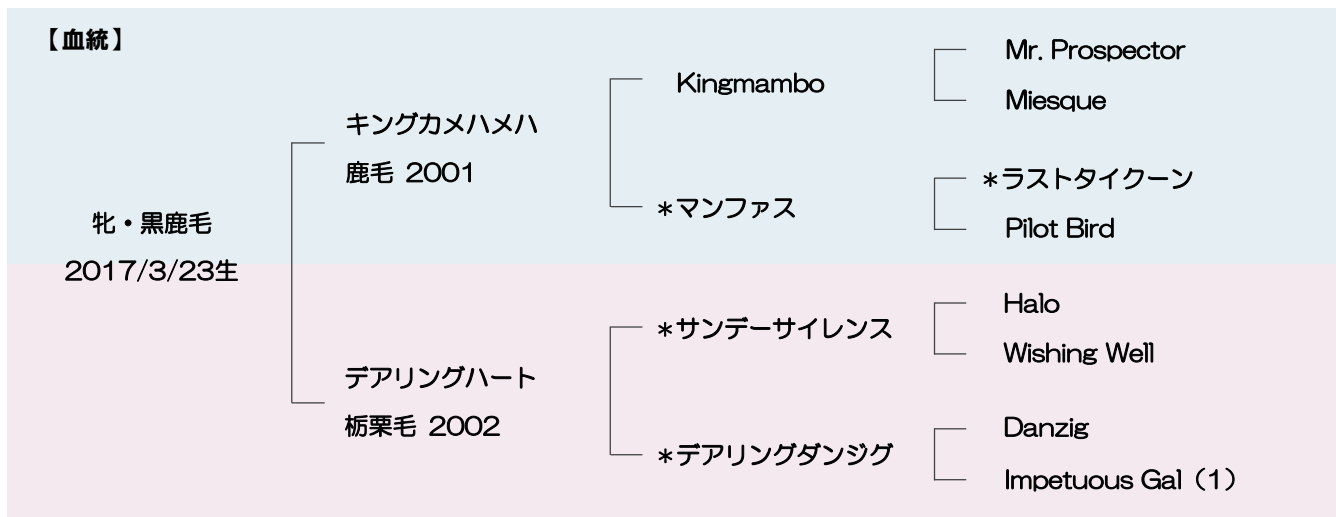 【血統】
牝・黒鹿毛
2017/3/23生
キングカメハメハ
鹿毛 2001
デアリングハート
栃栗毛 2002
Kingmambo
＊マンファス
＊サンデーサイレンス
＊デアリングダンジグ
Mr. Prospector
Miesque
＊ラストタイクーン
Pilot Bird
Halo
Wishing Well
Danzig
Impetuous Gal（1）